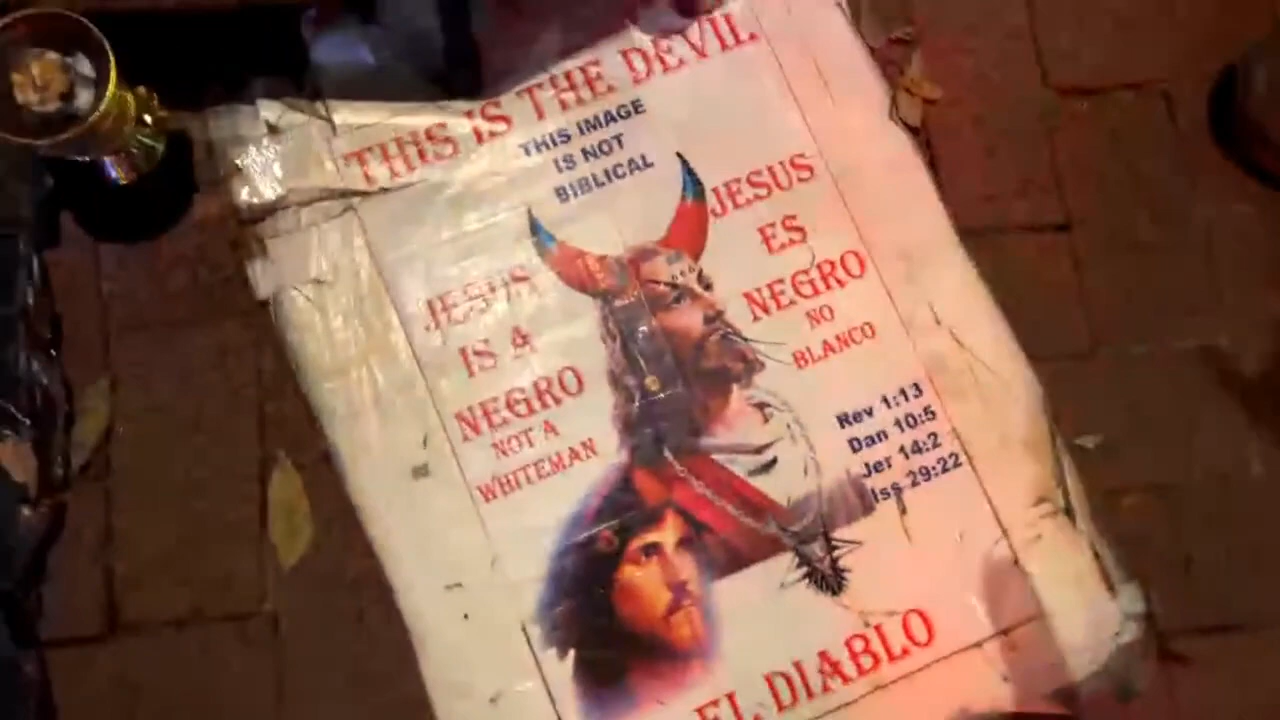 THIS IS THE DEVIL
THIS IMAGE
IS NOT
BIBLICAL
JESUS
IS A
NEGRO
NOT A
WHITEMAN
JESUS
ES
NEGRO
NO
BLANCO
Rev 1:13
Dan 10:5
Jer 14:2
Iss 29:22
EL DIABLO